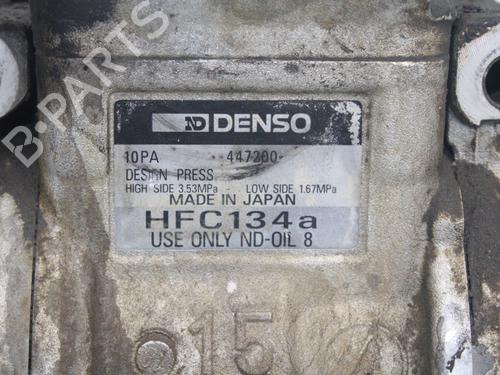 B-PARTS
ND DENSO
10PA 447200-
DESIGN PRESS
HIGH SIDE 3.53MPa - LOW SIDE 1.67MPa
MADE IN JAPAN
HFC134a
USE ONLY ND-OIL 8
15